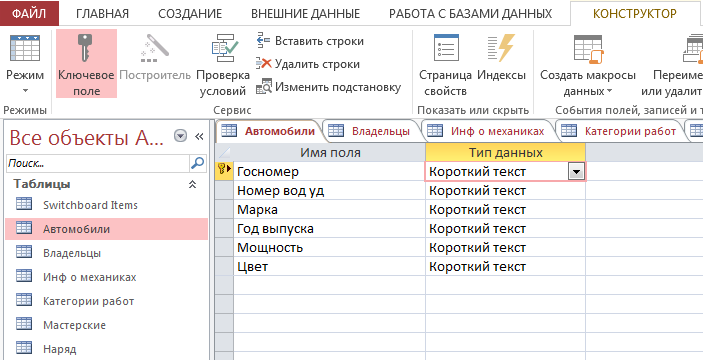 ФАЙЛ ГЛАВНАЯ СОЗДАНИЕ ВНЕШНИЕ ДАННЫЕ РАБОТА С БАЗАМИ ДАННЫХ КОНСТРУКТОР
Режим
Ключевое поле
Построитель
Проверка условий
Вставить строки
Удалить строки
Изменить подстановку
Страница свойств
Индексы
Создать макросы данных
Переиме
или удалит
Режимы Сервис Показать или скрыть События полей, записей и т
Все объекты A...
Поиск...
Таблицы
Switchboard Items
Автомобили
Владельцы
Инф о механиках
Категории работ
Мастерские
Наряд
Автомобили Владельцы Инф о механиках Категории работ
Имя поля Тип данных
Госномер Короткий текст
Номер вод уд Короткий текст
Марка Короткий текст
Год выпуска Короткий текст
Мощность Короткий текст
Цвет Короткий текст